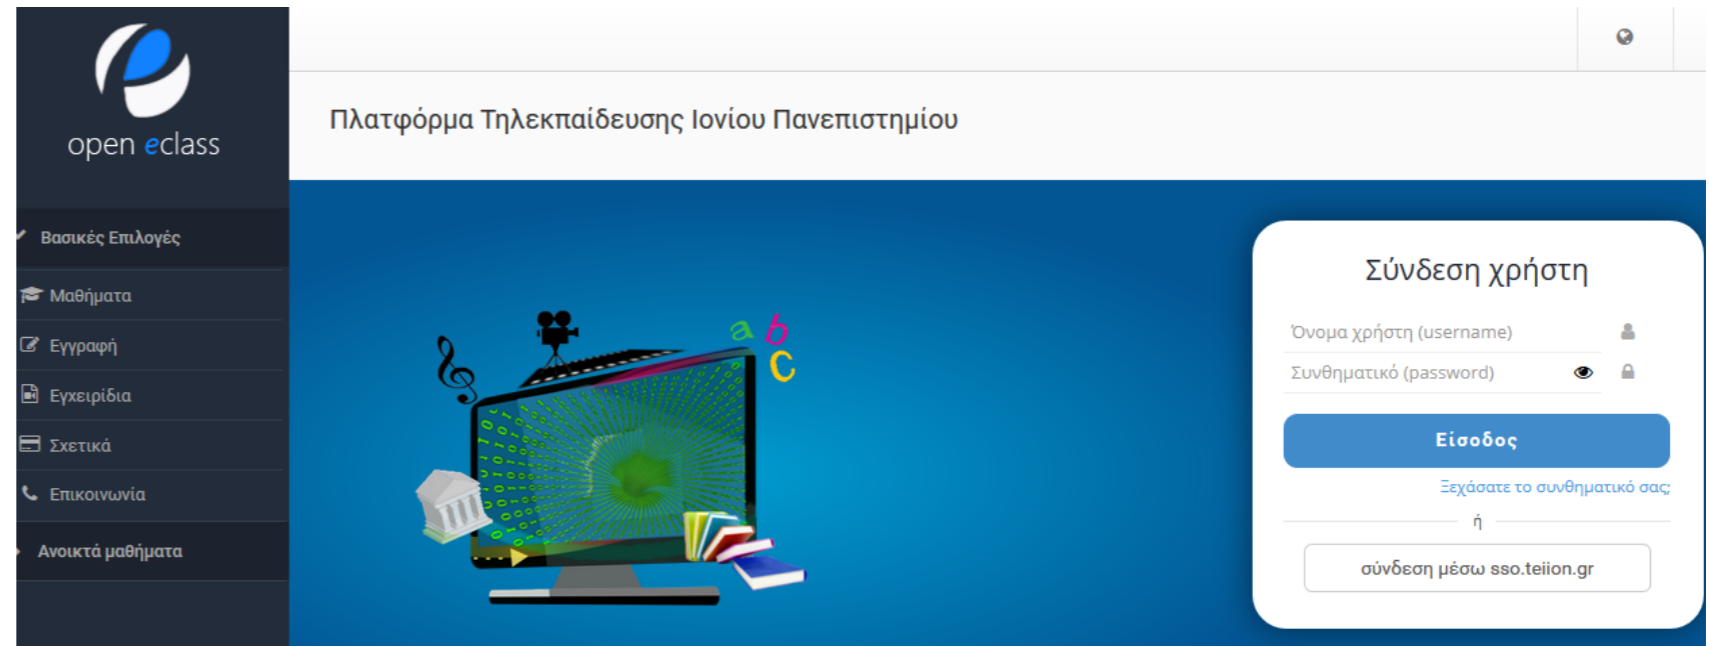 open eclass
Πλατφόρμα Τηλεκπαίδευσης Ιονίου Πανεπιστημίου
Βασικές Επιλογές
Μαθήματα
Εγγραφή
Εγχειρίδια
Σχετικά
Επικοινωνία
Ανοικτά μαθήματα
a b
c
Σύνδεση χρήστη
Όνομα χρήστη (username)
Συνθηματικό (password)
Είσοδος
Ξεχάσατε το συνθηματικό σας;
ή
σύνδεση μέσω sso.teiion.gr